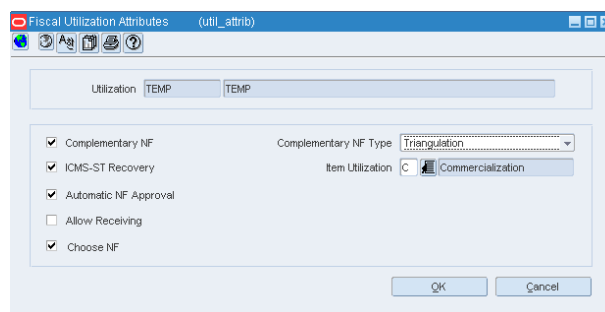 Fiscal Utilization Attributes (util_attrib)
Utilization TEMP TEMP
Complementary NF Complementary NF Type Triangulation
ICMS-ST Recovery Item Utilization C Commercialization
Automatic NF Approval
Allow Receiving
Choose NF
OK Cancel